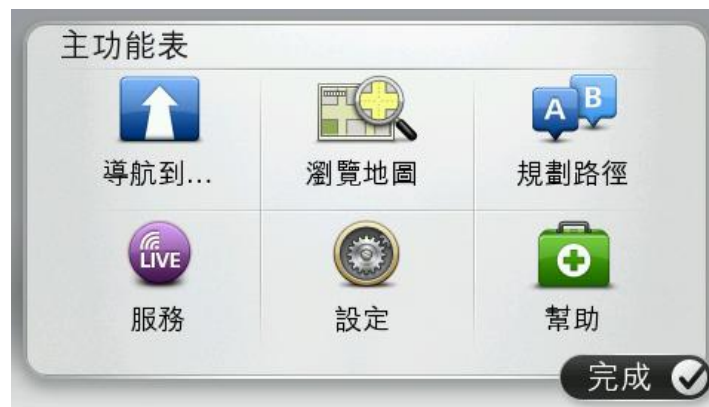 主功能表
導航到...
瀏覽地圖
A B
規劃路徑
LIVE
服務
設定
幫助
完成